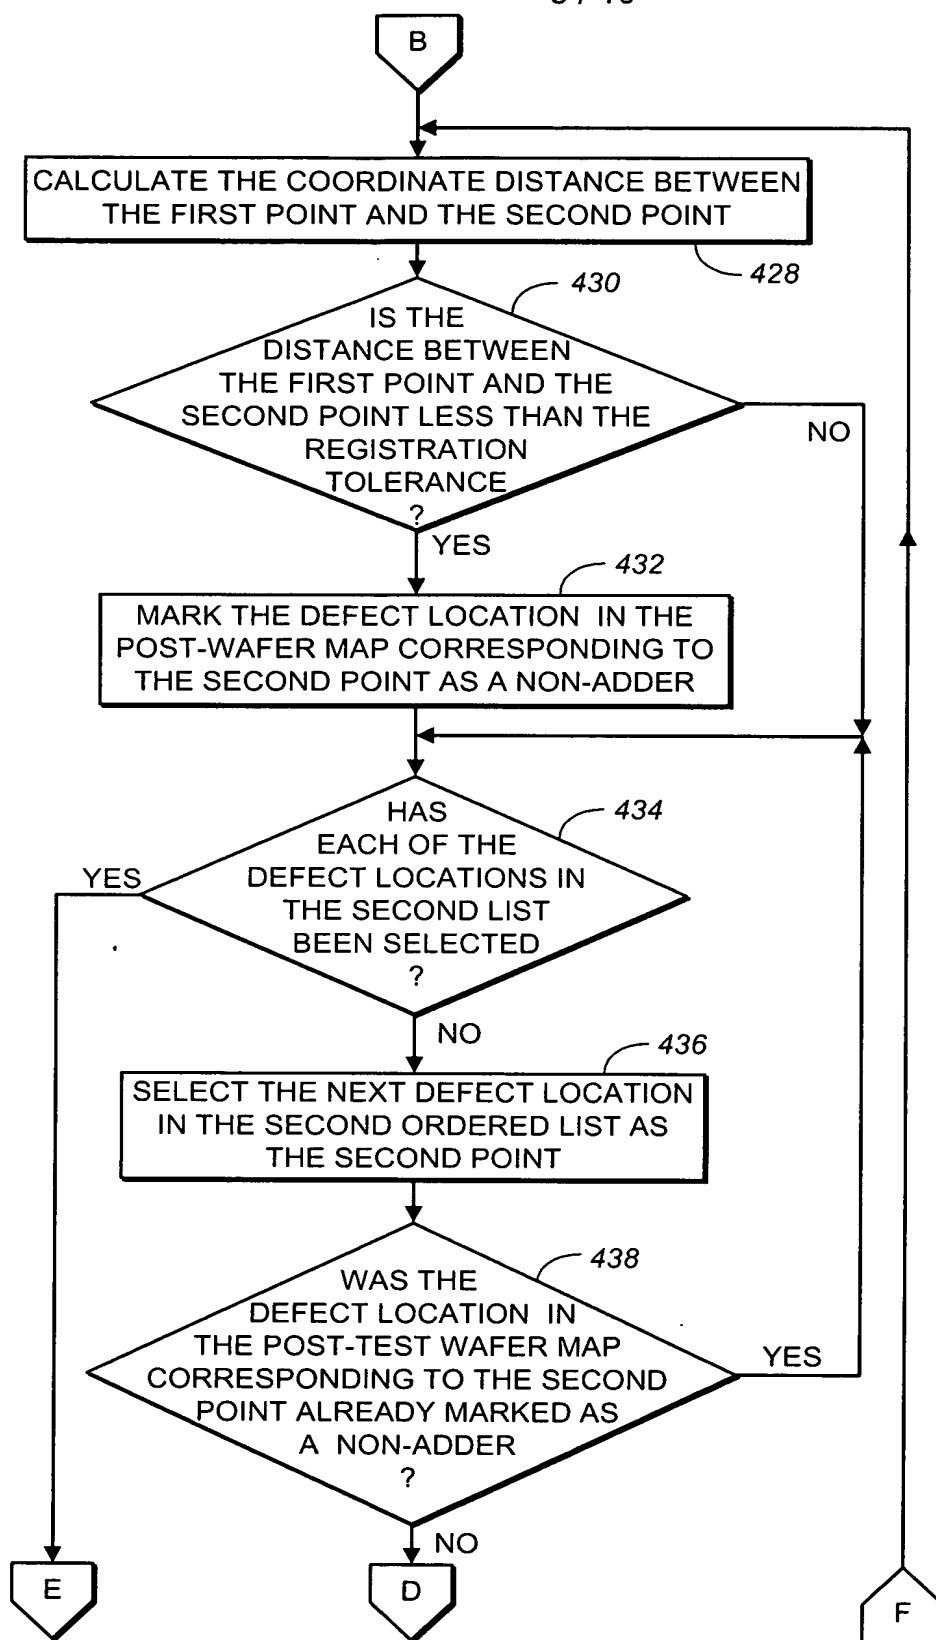 B
CALCULATE THE COORDINATE DISTANCE BETWEEN
THE FIRST POINT AND THE SECOND POINT
428
430
IS THE
DISTANCE BETWEEN
THE FIRST POINT AND THE
SECOND POINT LESS THAN THE
REGISTRATION
TOLERANCE
?
NO
YES
432
MARK THE DEFECT LOCATION IN THE
POST-WAFER MAP CORRESPONDING TO
THE SECOND POINT AS A NON-ADDER
434
HAS
EACH OF THE
DEFECT LOCATIONS IN
THE SECOND LIST
BEEN SELECTED
?
YES
NO
436
SELECT THE NEXT DEFECT LOCATION
IN THE SECOND ORDERED LIST AS
THE SECOND POINT
438
WAS THE
DEFECT LOCATION IN
THE POST-TEST WAFER MAP
CORRESPONDING TO THE SECOND
POINT ALREADY MARKED AS
A NON-ADDER
?
YES
NO
E
D
F